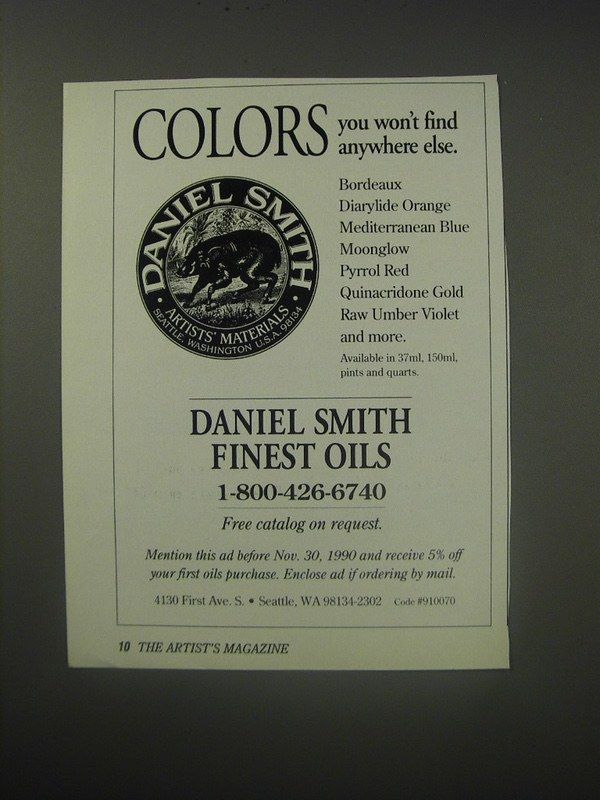 COLORS you won't find
anywhere else.
DANIEL SMITH
• ARTISTS' MATERIALS •
SEATTLE, WASHINGTON U.S.A. 98134
Bordeaux
Diarylide Orange
Mediterranean Blue
Moonglow
Pyrrol Red
Quinacridone Gold
Raw Umber Violet
and more.
Available in 37ml, 150ml,
pints and quarts.
DANIEL SMITH
FINEST OILS
1-800-426-6740
Free catalog on request.
Mention this ad before Nov. 30, 1990 and receive 5% off
your first oils purchase. Enclose ad if ordering by mail.
4130 First Ave. S. • Seattle, WA 98134-2302 Code #910070
10 THE ARTIST'S MAGAZINE